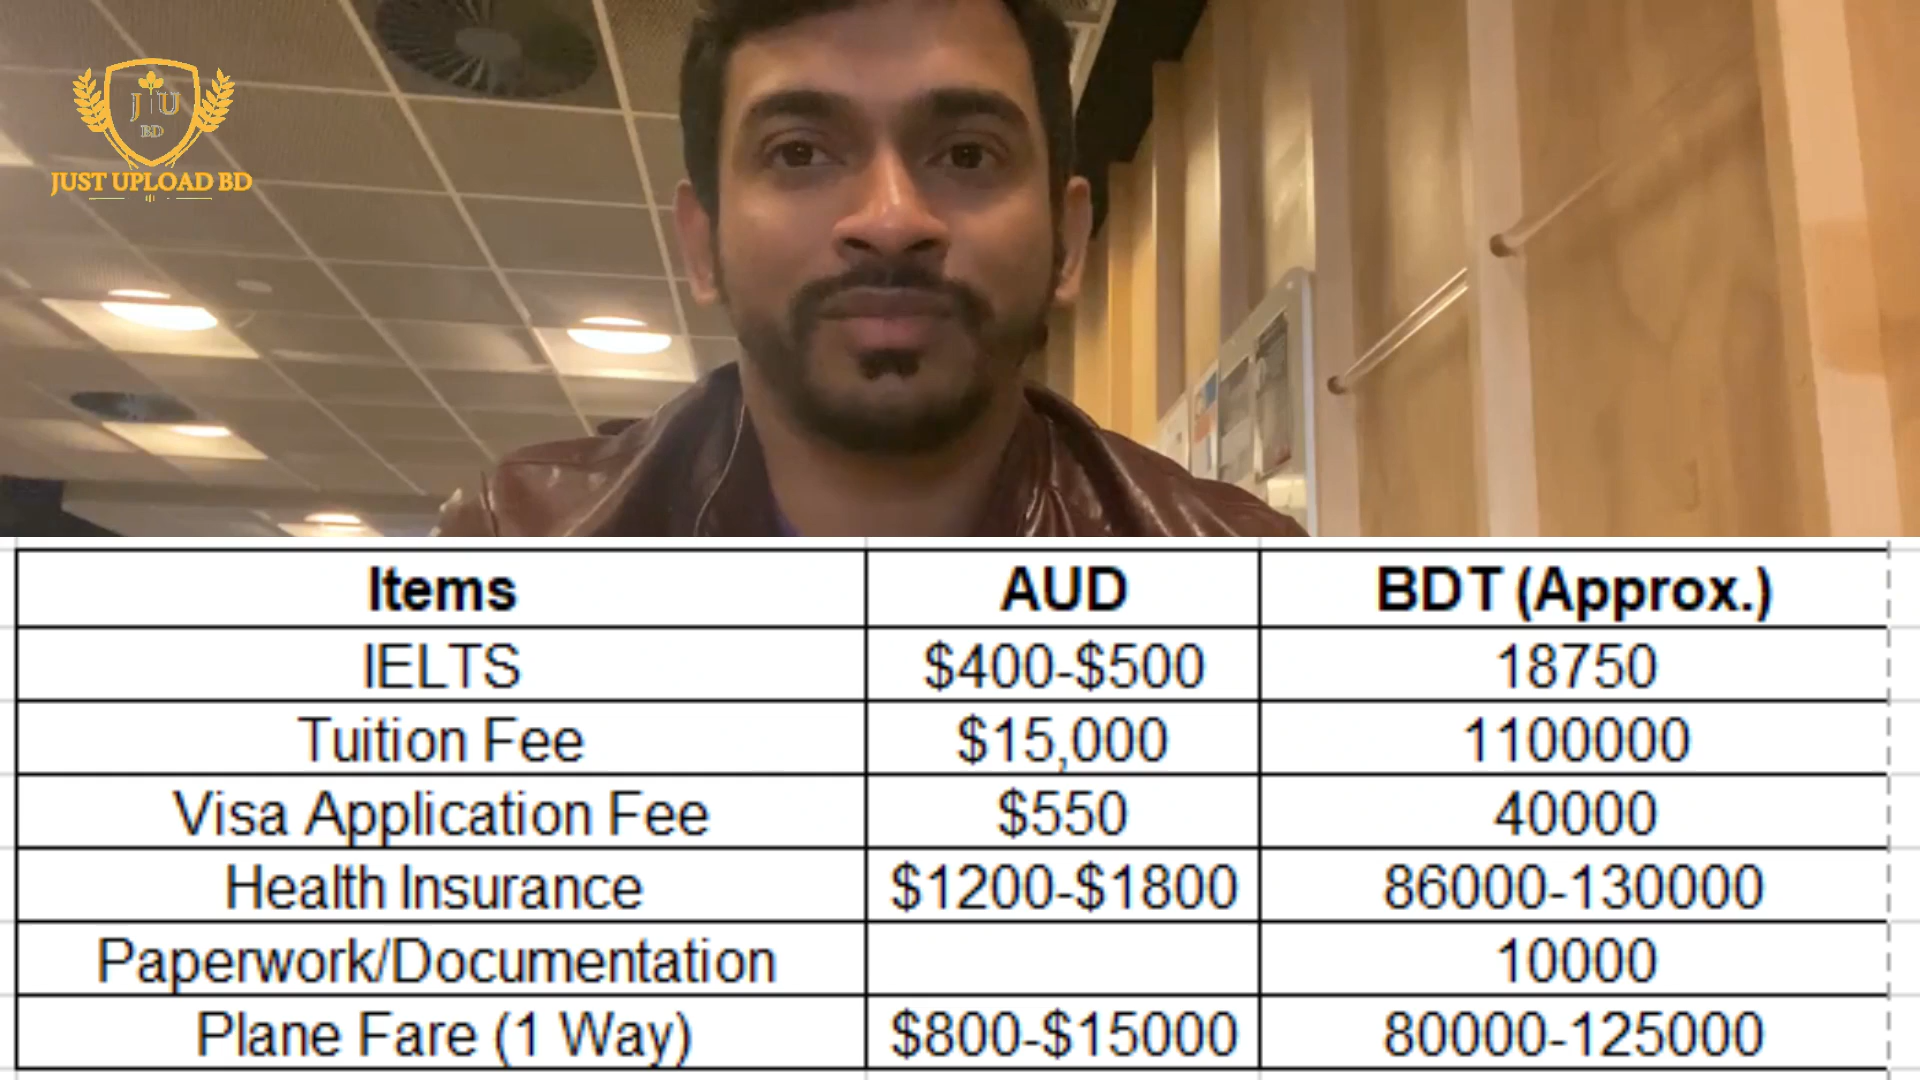 J U
BD
JUST UPLOAD BD
Items AUD BDT (Approx.)
IELTS $400-$500 18750
Tuition Fee $15,000 1100000
Visa Application Fee $550 40000
Health Insurance $1200-$1800 86000-130000
Paperwork/Documentation 10000
Plane Fare (1 Way) $800-$15000 80000-125000